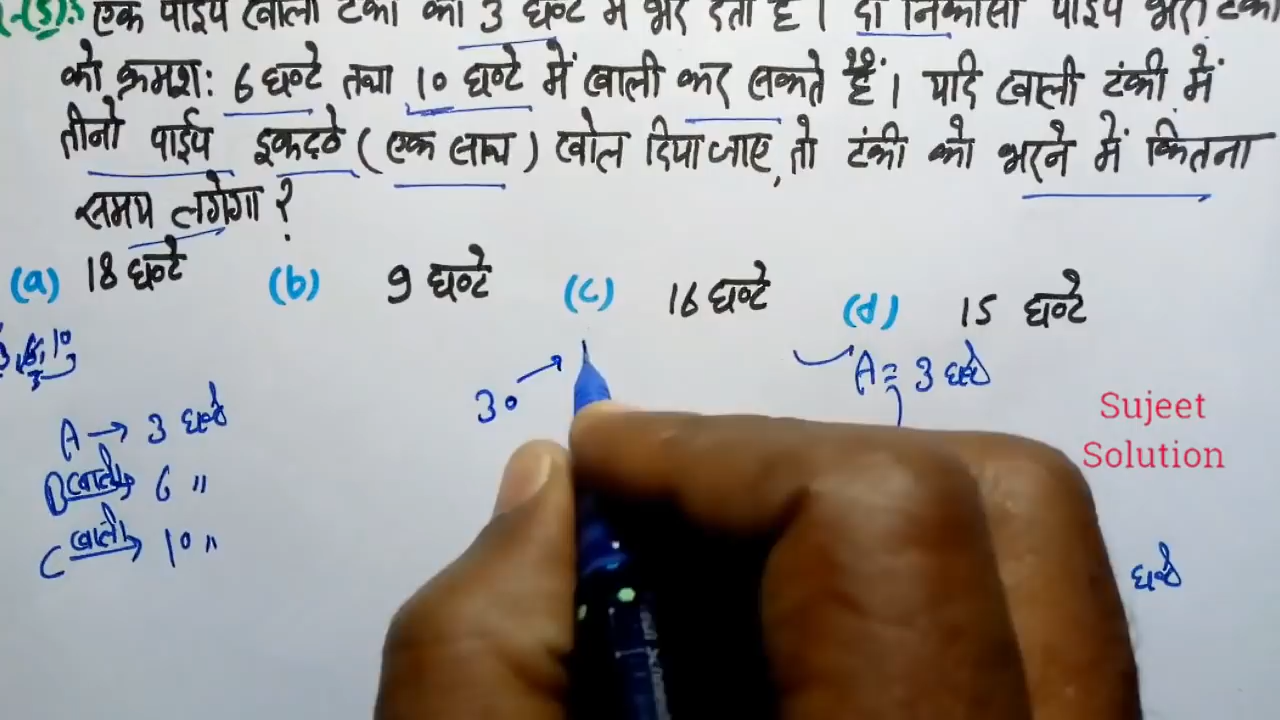 एक पाईप खाली टंकी को 3 घण्टे में भर देता है। दो निकासी पाईप भरी टंकी
को क्रमश: 6 घण्टे तथा 10 घण्टे में खाली कर सकते हैं। यदि खाली टंकी में
तीनो पाईप इकट्ठे (एक साथ) खोल दिया जाए, तो टंकी को भरने में कितना
समय लगेगा?
(a) 18 घण्टे (b) 9 घण्टे (c) 16 घण्टे (d) 15 घण्टे
A → 3 घण्टे
B खाली → 6 "
C खाली → 10 "
30
A = 3 घण्टे
घण्टे
Sujeet
Solution